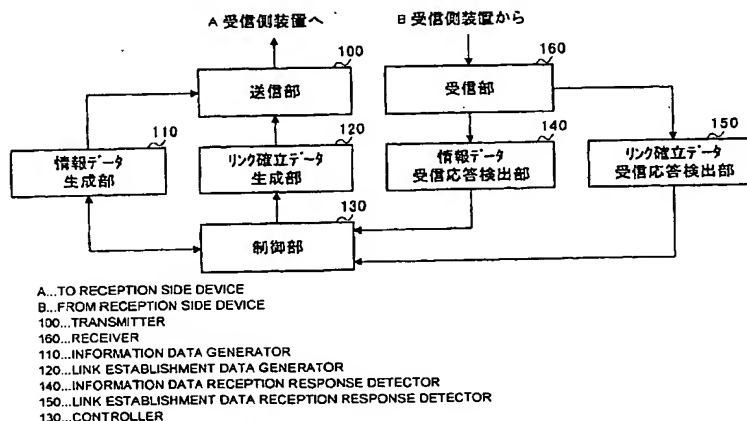 A 受信側装置へ
B 受信側装置から
100
送信部
160
受信部
110
情報データ
生成部
120
リンク確立データ
生成部
140
情報データ
受信応答検出部
150
リンク確立データ
受信応答検出部
130
制御部
A...TO RECEPTION SIDE DEVICE
B...FROM RECEPTION SIDE DEVICE
100...TRANSMITTER
160...RECEIVER
110...INFORMATION DATA GENERATOR
120...LINK ESTABLISHMENT DATA GENERATOR
140...INFORMATION DATA RECEPTION RESPONSE DETECTOR
150...LINK ESTABLISHMENT DATA RECEPTION RESPONSE DETECTOR
130...CONTROLLER